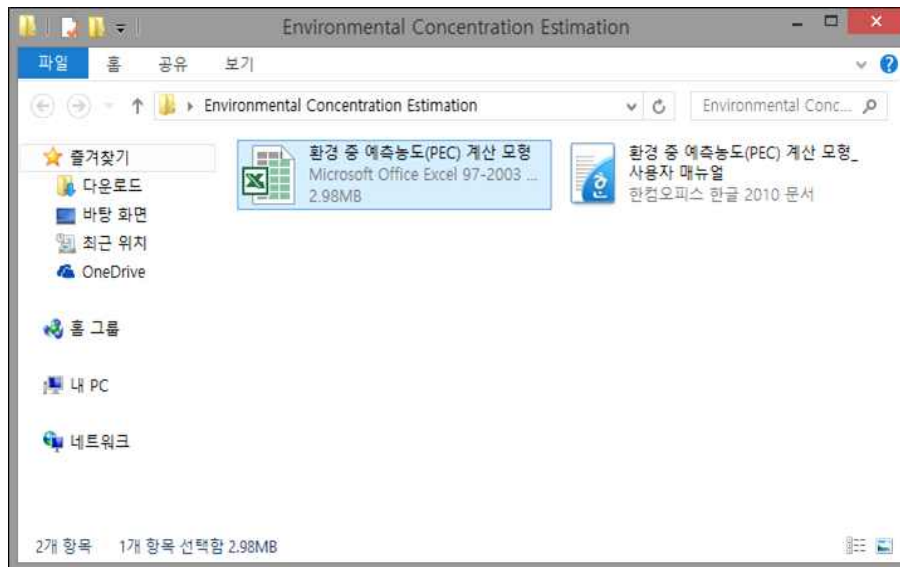 Environmental Concentration Estimation
파일 홈 공유 보기
Environmental Concentration Estimation
Environmental Conc...
즐겨찾기
다운로드
바탕 화면
최근 위치
OneDrive
홈 그룹
내 PC
네트워크
환경 중 예측농도(PEC) 계산 모형
Microsoft Office Excel 97-2003 ...
2.98MB
환경 중 예측농도(PEC) 계산 모형_
사용자 매뉴얼
한컴오피스 한글 2010 문서
2개 항목 1개 항목 선택함 2.98MB